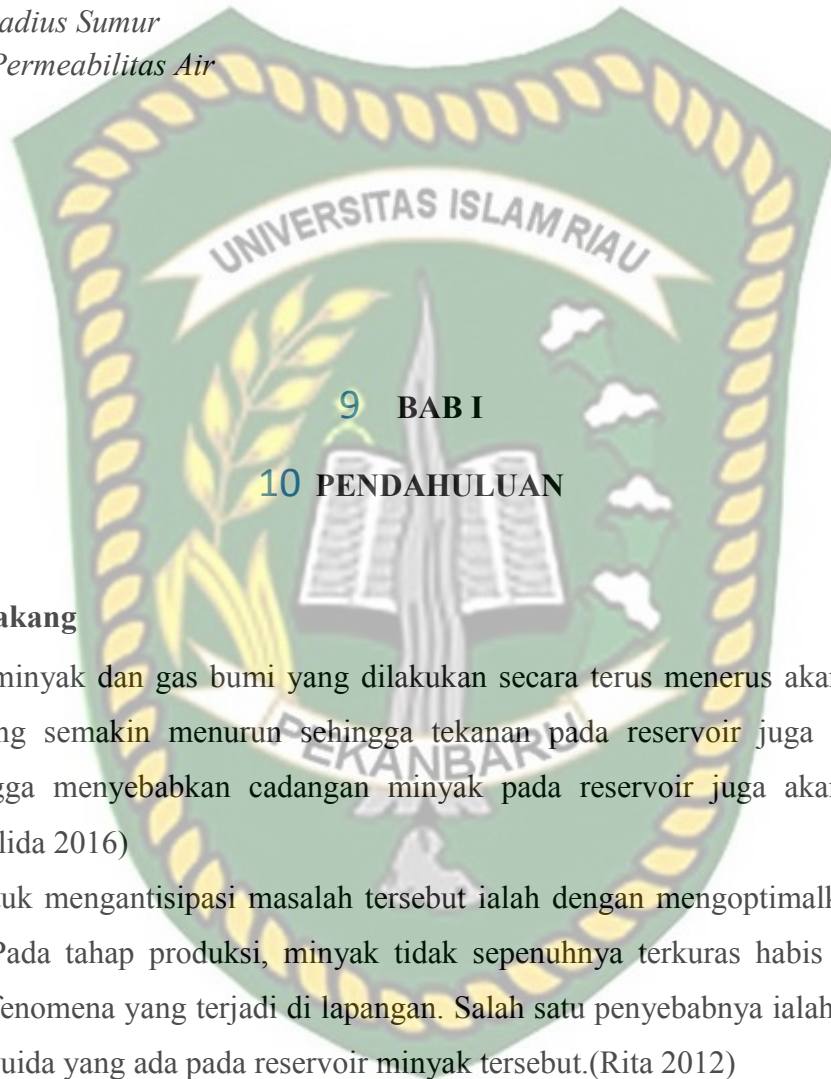 adius Sumur
Permeabilitas Air
UNIVERSITAS ISLAM RIAU
9 BAB I
10 PENDAHULUAN
akang
minyak dan gas bumi yang dilakukan secara terus menerus akan
ng semakin menurun sehingga tekanan pada reservoir juga
PEKANBARU
gga menyebabkan cadangan minyak pada reservoir juga akan
lida 2016)
tuk mengantisipasi masalah tersebut ialah dengan mengoptimalk
Pada tahap produksi, minyak tidak sepenuhnya terkuras habis
fenomena yang terjadi di lapangan. Salah satu penyebabnya ialah
uida yang ada pada reservoir minyak tersebut.(Rita 2012)